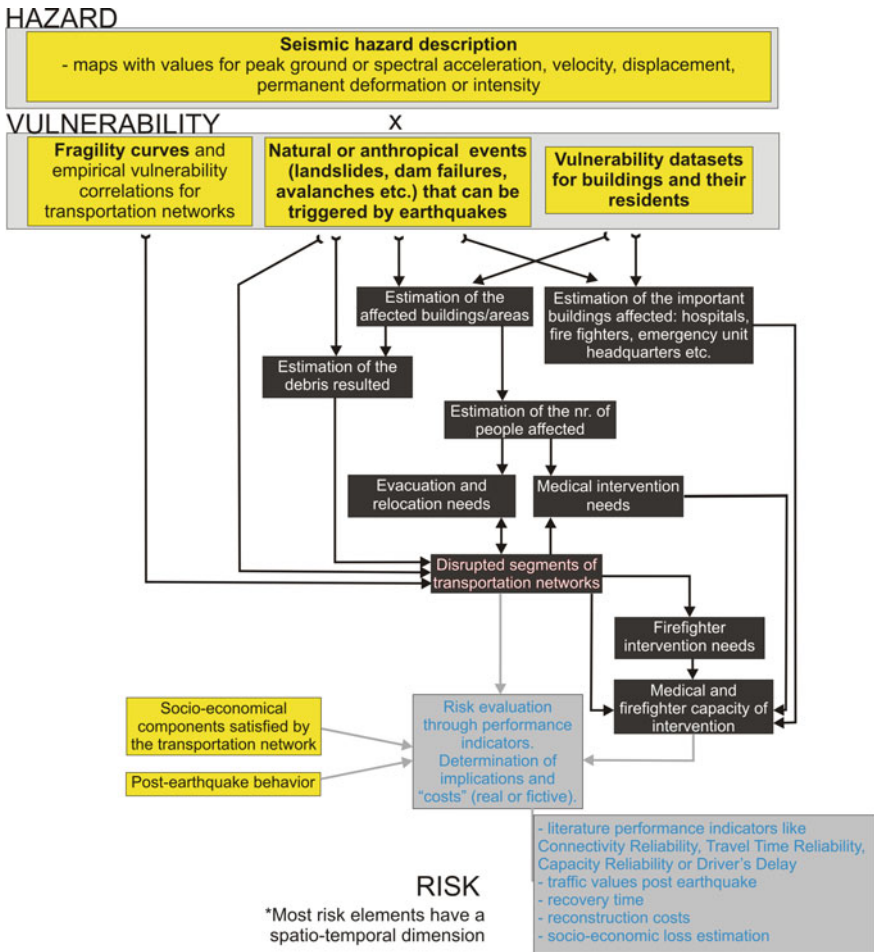 HAZARD
Seismic hazard description
- maps with values for peak ground or spectral acceleration, velocity, displacement,
permanent deformation or intensity
VULNERABILITY
x
Fragility curves and
empirical vulnerability
correlations for
transportation networks
Natural or anthropical events
(landslides, dam failures,
avalanches etc.) that can be
triggered by earthquakes
Vulnerability datasets
for buildings and their
residents
Estimation of the
affected buildings/areas
Estimation of the important
buildings affected: hospitals,
fire fighters, emergency unit
headquarters etc.
Estimation of the
debris resulted
Estimation of the nr. of
people affected
Evacuation and
relocation needs
Medical intervention
needs
Disrupted segments of
transportation networks
Firefighter
intervention needs
Medical and
firefighter capacity of
intervention
Socio-economical
components satisfied by
the transportation network
Post-earthquake behavior
Risk evaluation
through performance
indicators.
Determination of
implications and
“costs” (real or fictive).
- literature performance indicators like
Connectivity Reliability, Travel Time Reliability,
Capacity Reliability or Driver's Delay
- traffic values post earthquake
- recovery time
- reconstruction costs
- socio-economic loss estimation
RISK
*Most risk elements have a
spatio-temporal dimension